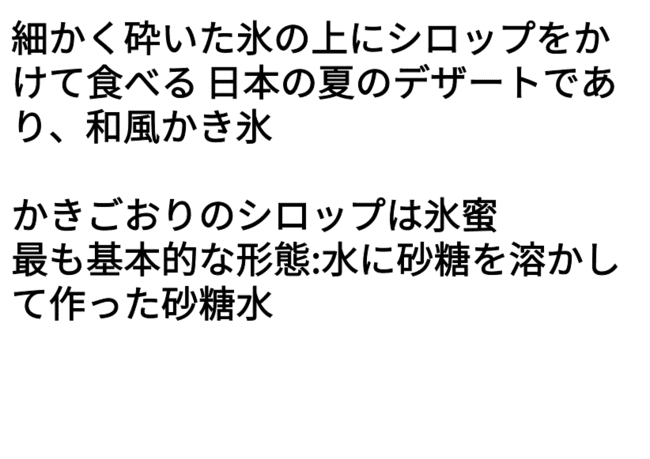 細かく砕いた氷の上にシロップをか
けて食べる 日本の夏のデザートであ
り、和風かき氷
かきごおりのシロップは氷蜜
最も基本的な形態:水に砂糖を溶かし
て作った砂糖水